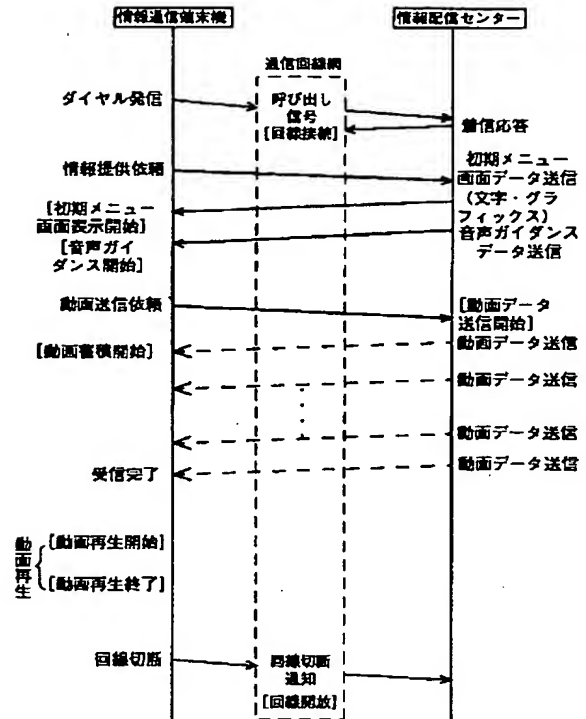 情報通信端末機
情報配信センター
通信回線網
ダイヤル発信
呼び出し
信号
[回線接続]
着信応答
情報提供依頼
初期メニュー
画面データ送信
(文字・グラ
フィックス)
[初期メニュー
画面表示開始]
[音声ガイ
ダンス開始]
音声ガイダンス
データ送信
動画送信依頼
[動画データ
送信開始]
動画データ送信
[動画蓄積開始]
動画データ送信
動画データ送信
動画データ送信
受信完了
動画再生
[動画再生開始]
[動画再生終了]
回線切断
回線切断
通知
[回線開放]